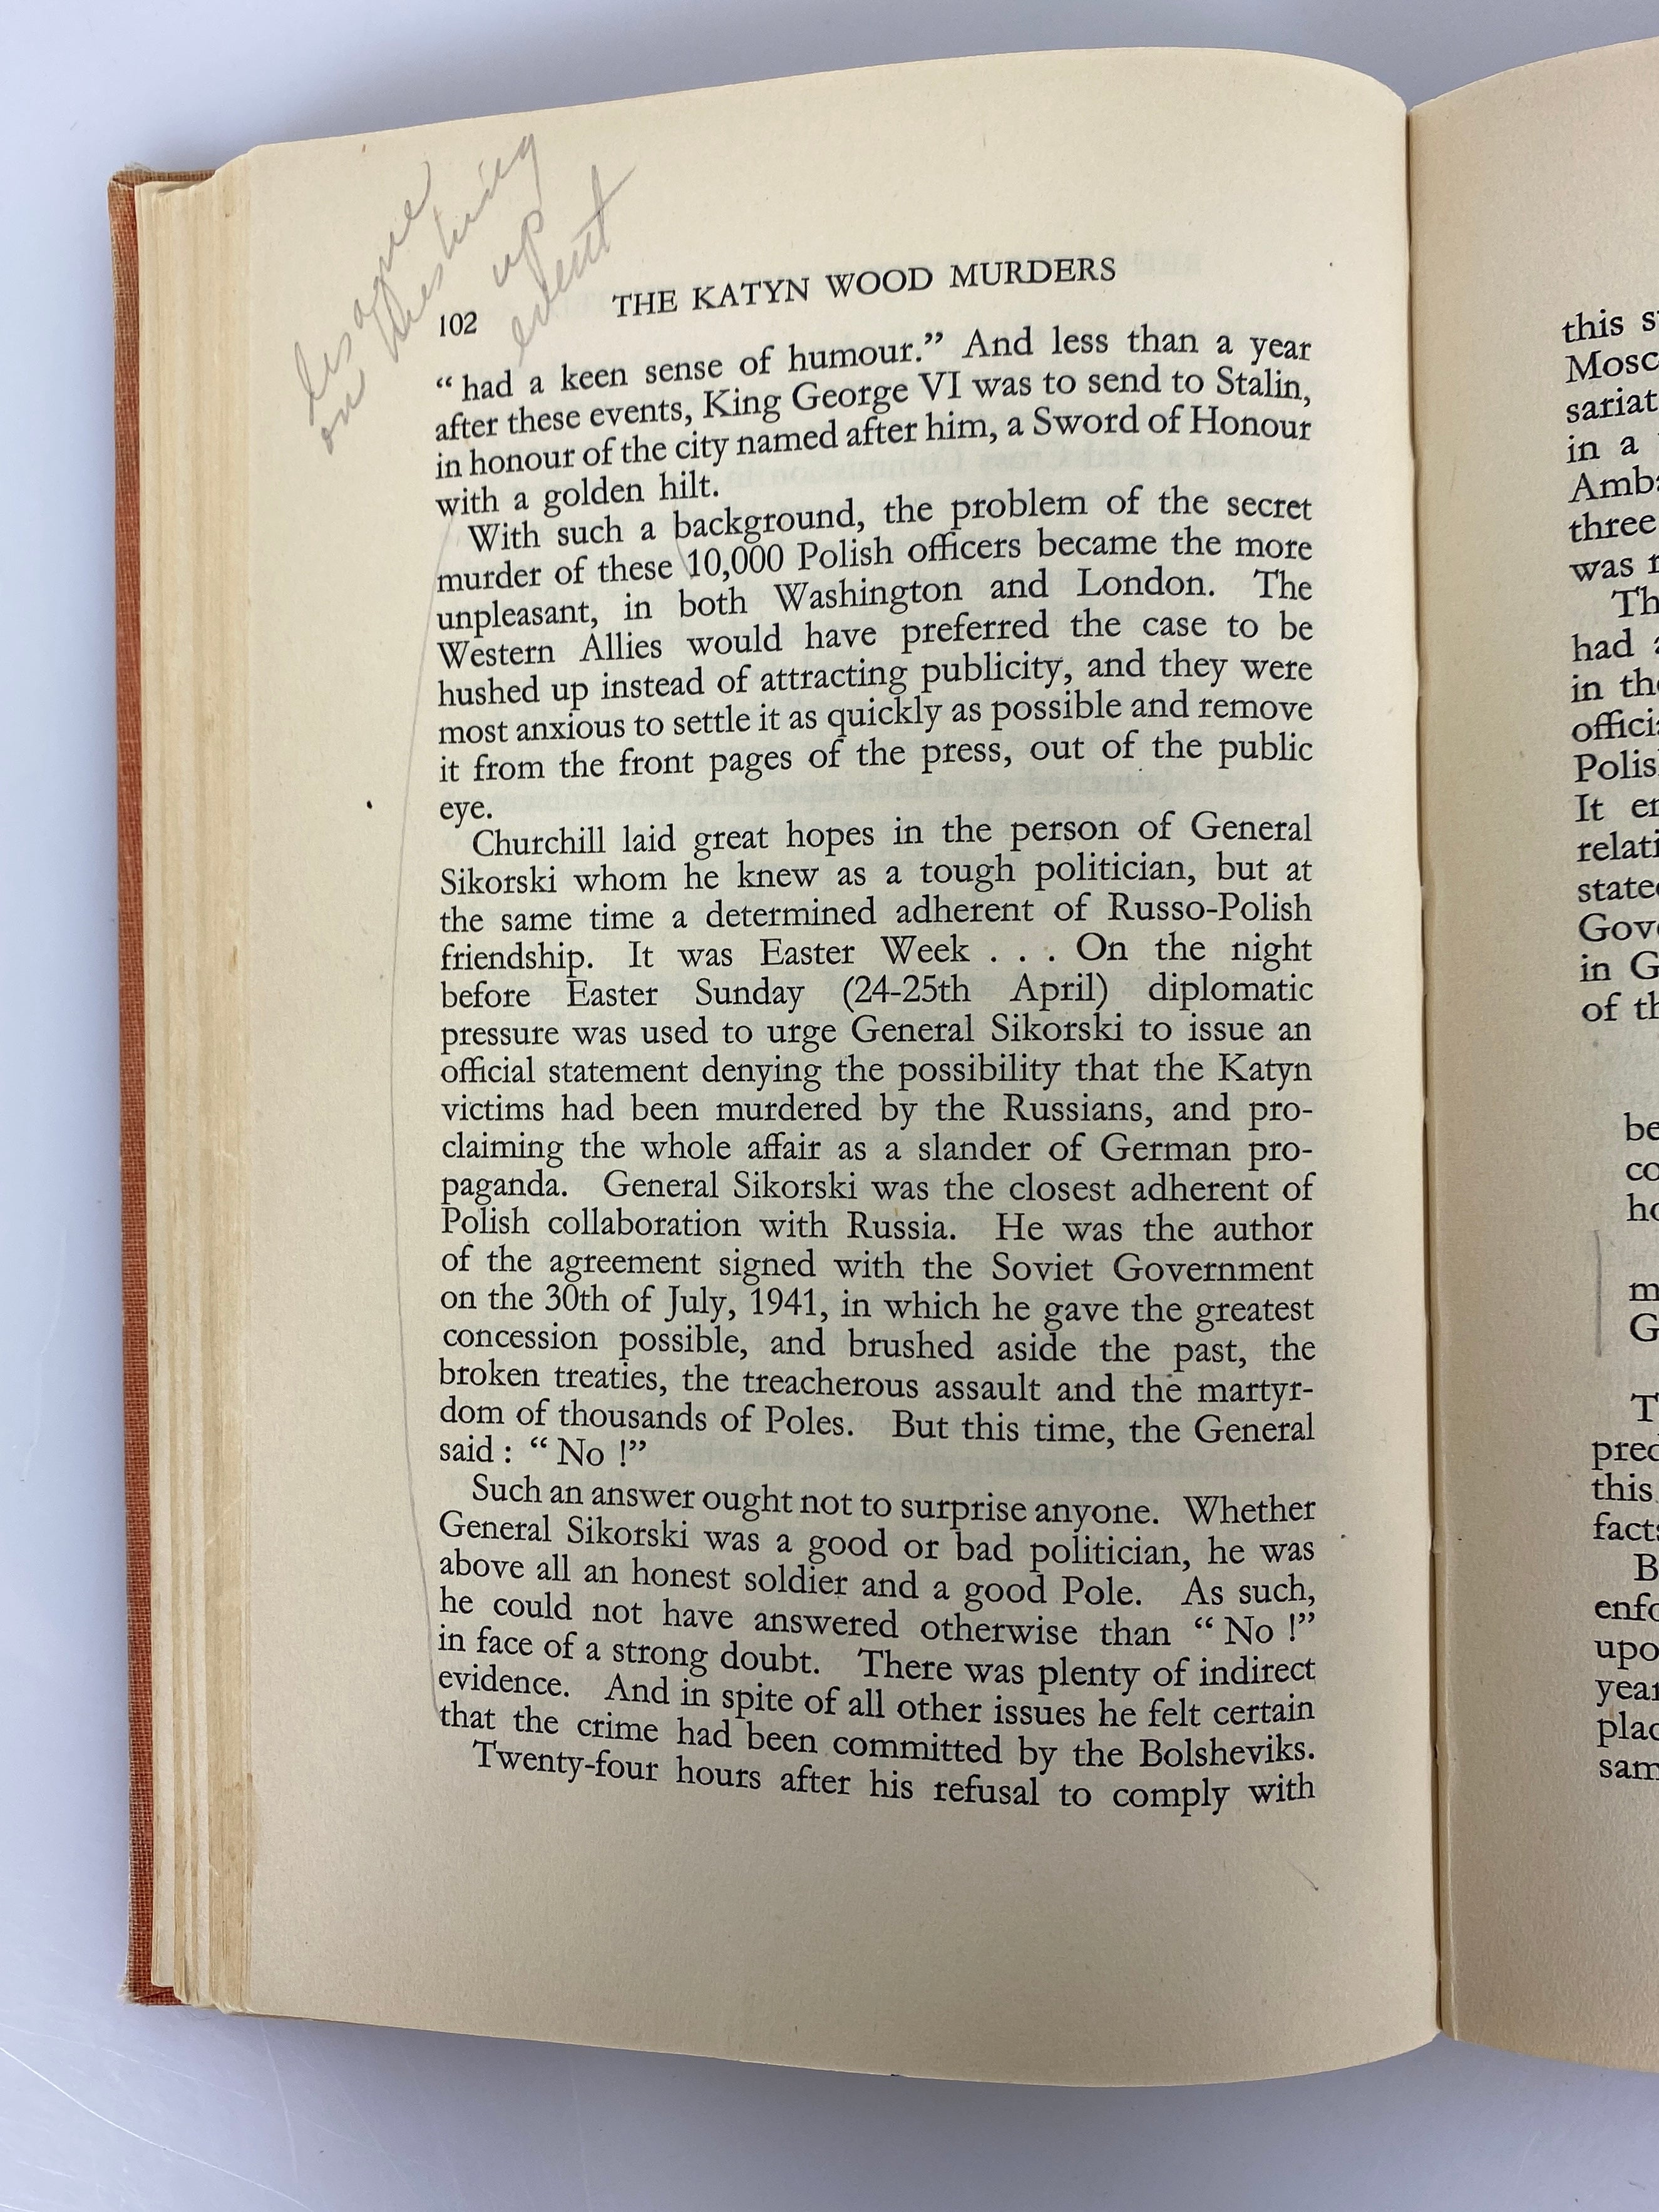 on hushing
up
event
102 THE KATYN WOOD MURDERS
“ had a keen sense of humour.” And less than a year
after these events, King George VI was to send to Stalin,
in honour of the city named after him, a Sword of Honour
with a golden hilt.
With such a background, the problem of the secret
murder of these 10,000 Polish officers became the more
unpleasant, in both Washington and London. The
Western Allies would have preferred the case to be
hushed up instead of attracting publicity, and they were
most anxious to settle it as quickly as possible and remove
it from the front pages of the press, out of the public
eye.
Churchill laid great hopes in the person of General
Sikorski whom he knew as a tough politician, but at
the same time a determined adherent of Russo-Polish
friendship. It was Easter Week . . . On the night
before Easter Sunday (24-25th April) diplomatic
pressure was used to urge General Sikorski to issue an
official statement denying the possibility that the Katyn
victims had been murdered by the Russians, and pro-
claiming the whole affair as a slander of German pro-
paganda. General Sikorski was the closest adherent of
Polish collaboration with Russia. He was the author
of the agreement signed with the Soviet Government
on the 30th of July, 1941, in which he gave the greatest
concession possible, and brushed aside the past, the
broken treaties, the treacherous assault and the martyr-
dom of thousands of Poles. But this time, the General
said : “ No !”
Such an answer ought not to surprise anyone. Whether
General Sikorski was a good or bad politician, he was
above all an honest soldier and a good Pole. As such,
he could not have answered otherwise than “ No !”
in face of a strong doubt. There was plenty of indirect
evidence. And in spite of all other issues he felt certain
that the crime had been committed by the Bolsheviks.
Twenty-four hours after his refusal to comply with
this
Mosc
sariat
in a
Amb
three
was
Th
had
in the
offici
Polis
It
relati
state
Gov
in G
of th
be
co
ho
m
G
T
pred
this
facts
B
enfo
upo
year
plac
sam